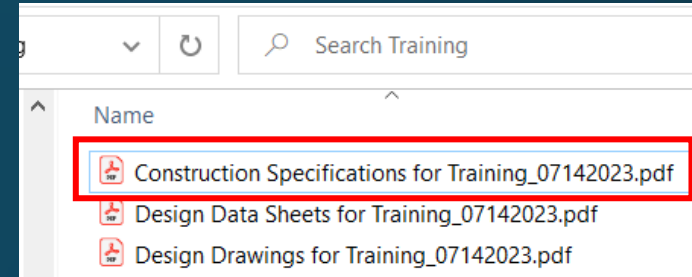 Search Training
Name
Construction Specifications for Training_07142023.pdf
Design Data Sheets for Training_07142023.pdf
Design Drawings for Training_07142023.pdf